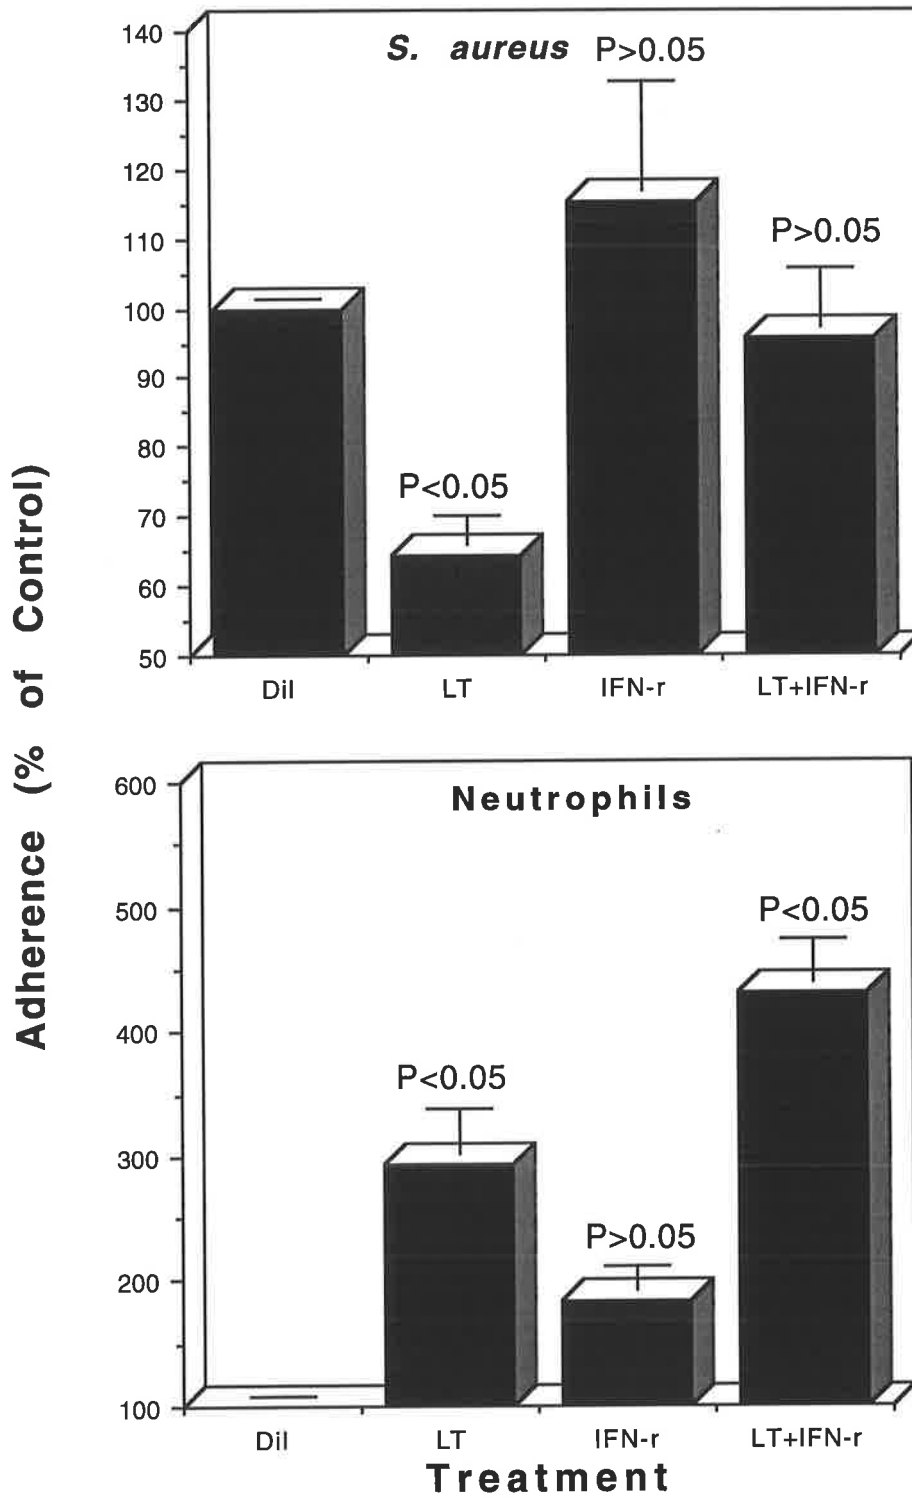 Adherence (% of Control)
S. aureus
P>0.05
P>0.05
P<0.05
140
130
120
110
100
90
80
70
60
50
Dil
LT
IFN-r
LT+IFN-r
Neutrophils
P<0.05
P<0.05
P>0.05
600
500
400
300
200
100
Dil
LT
IFN-r
LT+IFN-r
Treatment